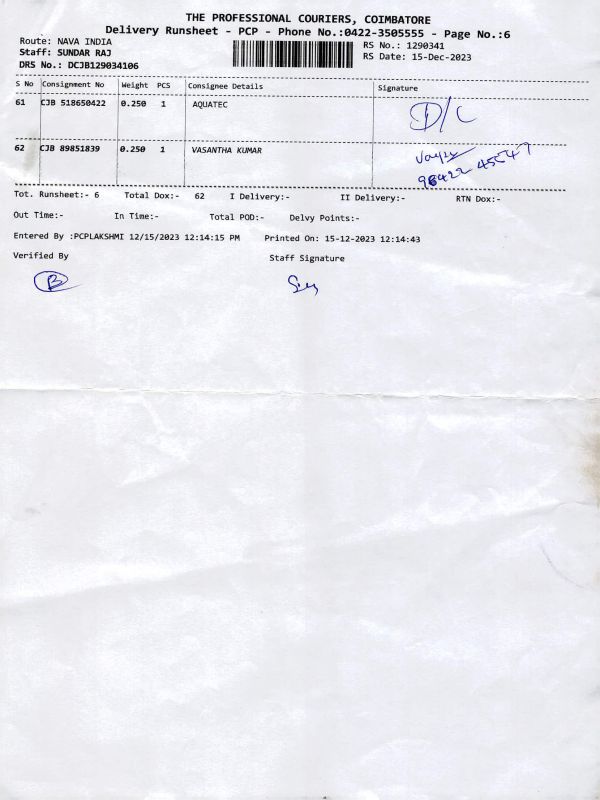 THE PROFESSIONAL COURIERS, COIMBATORE
Delivery Runsheet - PCP - Phone No.:0422-3505555 - Page No.:6
Route: NAVA INDIA RS No.: 1290341
Staff: SUNDAR RAJ RS Date: 15-Dec-2023
DRS No.: DCJB129034106
S No Consignment No Weight PCS Consignee Details Signature
61 CJB 518650422 0.250 1 AQUATEC D/C
62 CJB 89851839 0.250 1 VASANTHA KUMAR
Tot. Runsheet:- 6 Total Dox:- 62 I Delivery:- II Delivery:- RTN Dox:-
Out Time:- In Time:- Total POD:- Delvy Points:-
Entered By :PCPLAKSHMI 12/15/2023 12:14:15 PM Printed On: 15-12-2023 12:14:43
Verified By Staff Signature
B